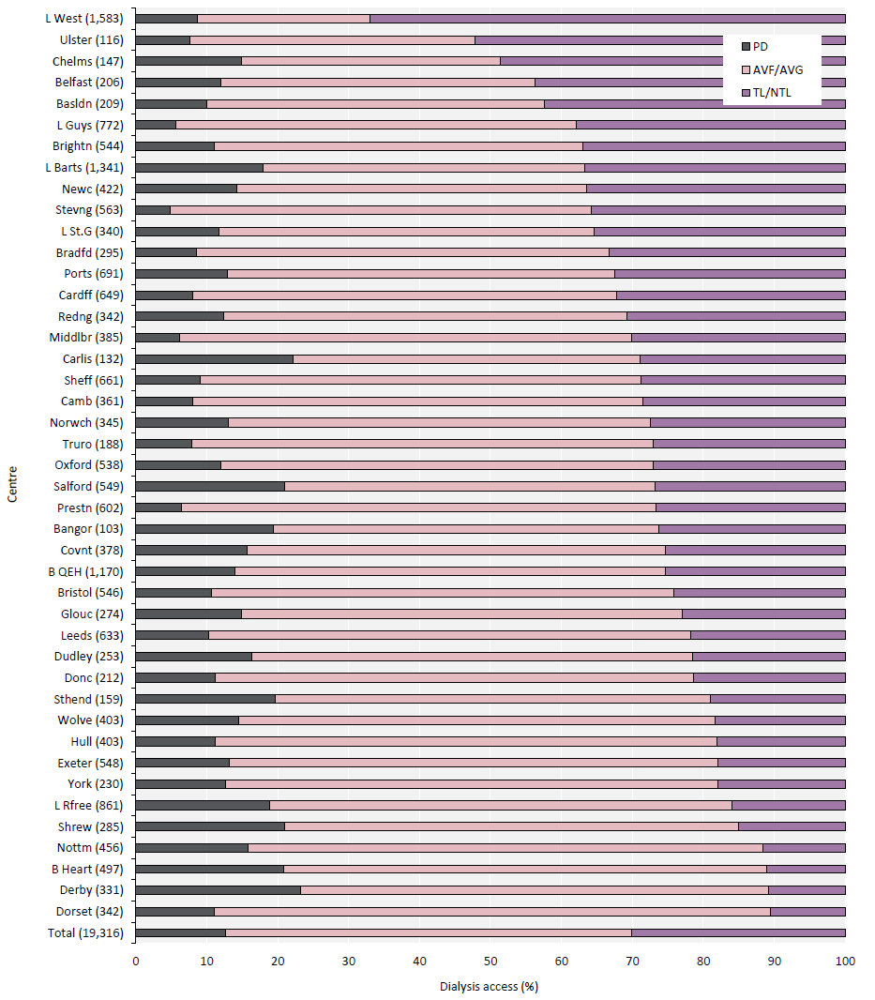 L West (1,583)
Ulster (116)
PD
Chelms (147)
AVF/AVG
Belfast (206)
TL/NTL
Basldn (209)
L Guys (772)
Brightn (544)
L Barts (1,341)
Newc (422)
Stevng (563)
L St.G (340)
Bradfd (295)
Ports (691)
Cardff (649)
Redng (342)
Middlbr (385)
Carlis (132)
Sheff (661)
Camb (361)
Norwch (345)
Truro (188)
Oxford (538)
Centre
Salford (549)
Prestn (602)
Bangor (103)
Covnt (378)
B QEH (1,170)
Bristol (546)
Glouc (274)
Leeds (633)
Dudley (253)
Donc (212)
Sthend (159)
Wolve (403)
Hull (403)
Exeter (548)
York (230)
L Rfree (861)
Shrew (285)
Nottm (456)
B Heart (497)
Derby (331)
Dorset (342)
Total (19,316)
0 10 20 30 40 50 60 70 80 90 100
Dialysis access (%)